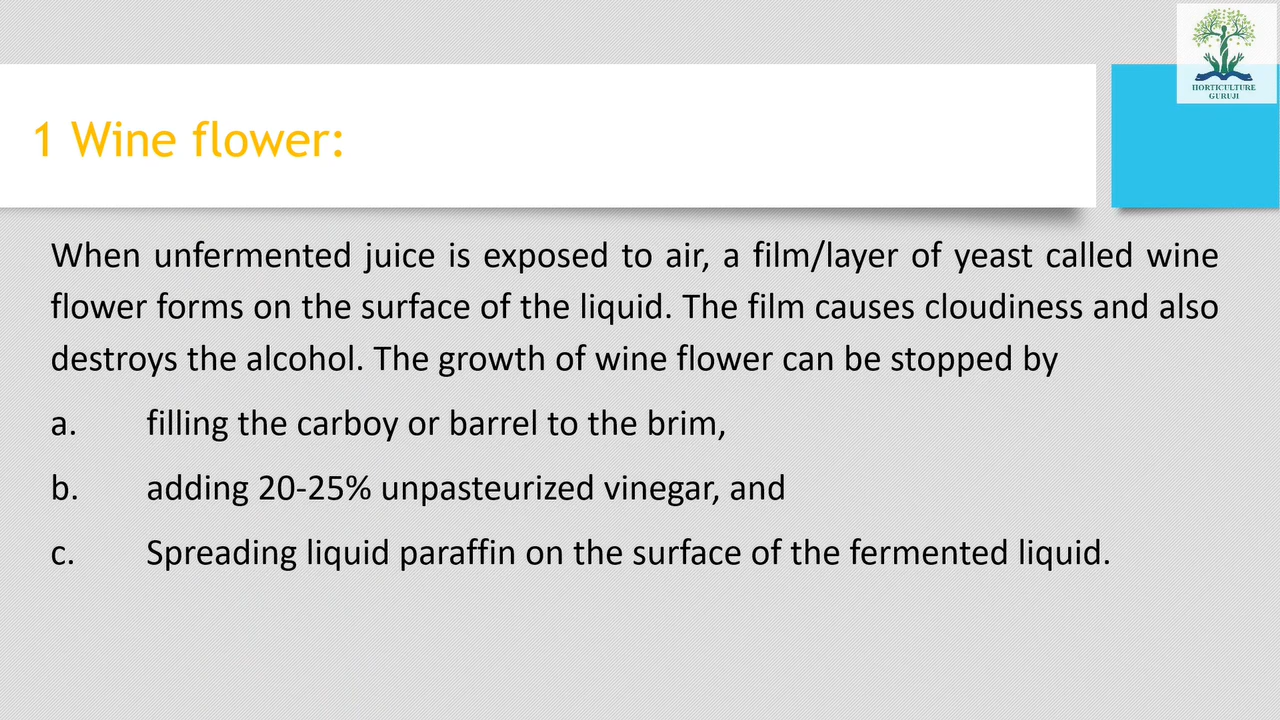 HORTICULTURE
GURUJI
1 Wine flower:
When unfermented juice is exposed to air, a film/layer of yeast called wine
flower forms on the surface of the liquid. The film causes cloudiness and also
destroys the alcohol. The growth of wine flower can be stopped by
a. filling the carboy or barrel to the brim,
b. adding 20-25% unpasteurized vinegar, and
c. Spreading liquid paraffin on the surface of the fermented liquid.